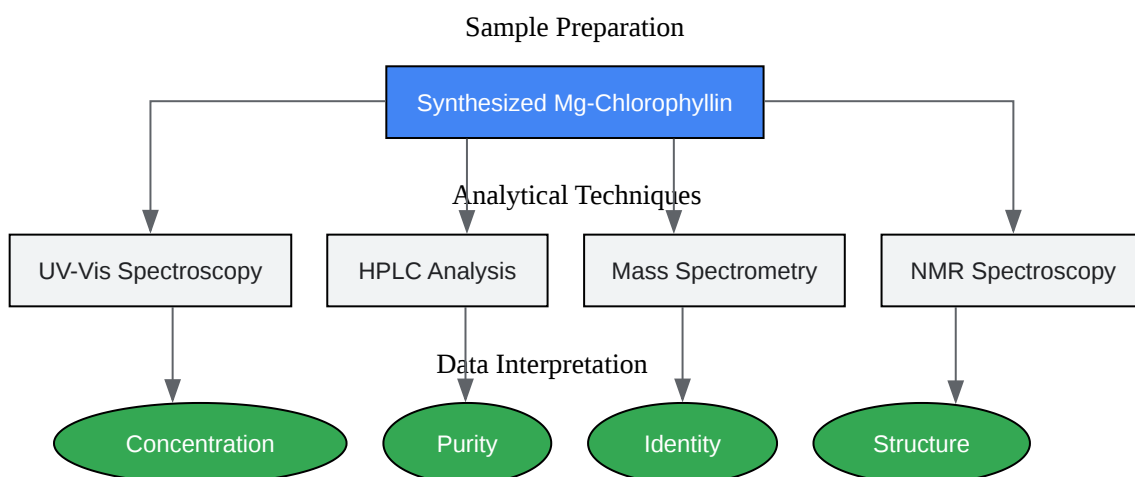 Sample Preparation
Synthesized Mg-Chlorophyllin
Analytical Techniques
UV-Vis Spectroscopy
HPLC Analysis
Mass Spectrometry
NMR Spectroscopy
Data Interpretation
Concentration
Purity
Identity
Structure